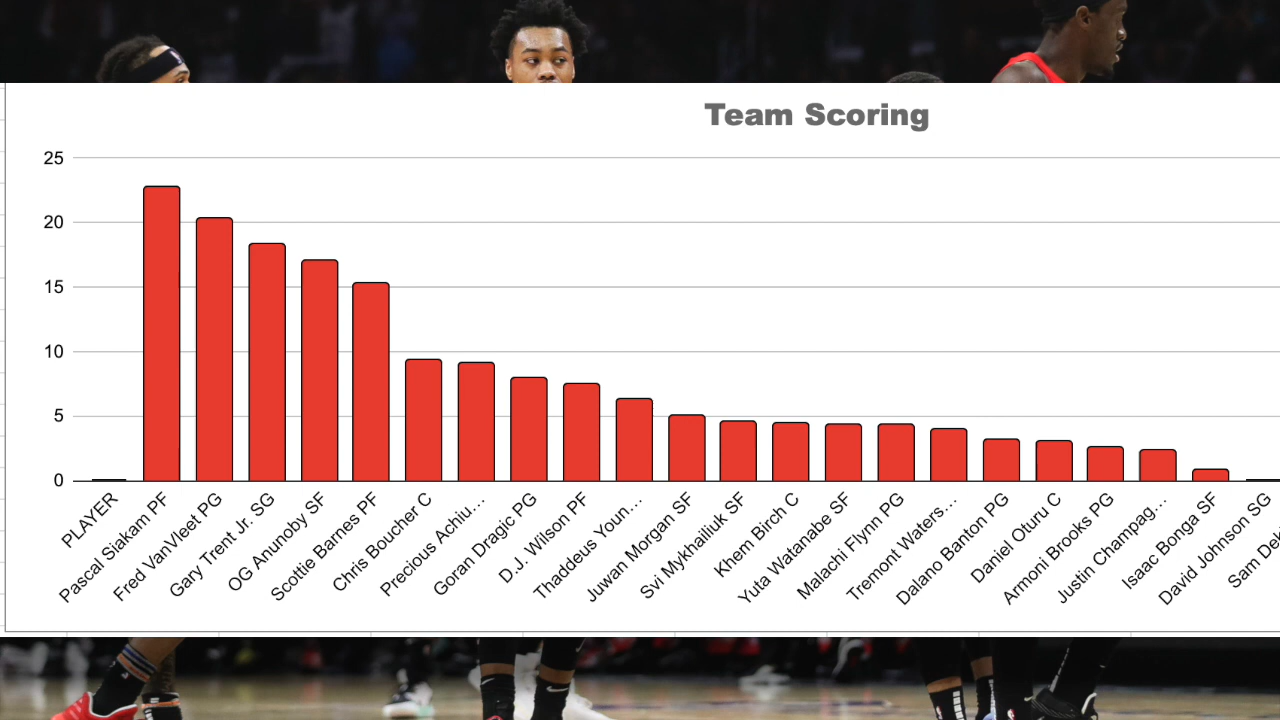 Team Scoring
25
20
15
10
5
0
PLAYER
Pascal Siakam PF
Fred VanVleet PG
Gary Trent Jr. SG
OG Anunoby SF
Scottie Barnes PF
Chris Boucher C
Precious Achiu...
Goran Dragic PG
D.J. Wilson PF
Thaddeus Youn...
Juwan Morgan SF
Svi Mykhailiuk SF
Khem Birch C
Yuta Watanabe SF
Malachi Flynn PG
Tremont Waters...
Dalano Banton PG
Daniel Oturu C
Armoni Brooks PG
Justin Champag...
Isaac Bonga SF
David Johnson SG
Sam Dek